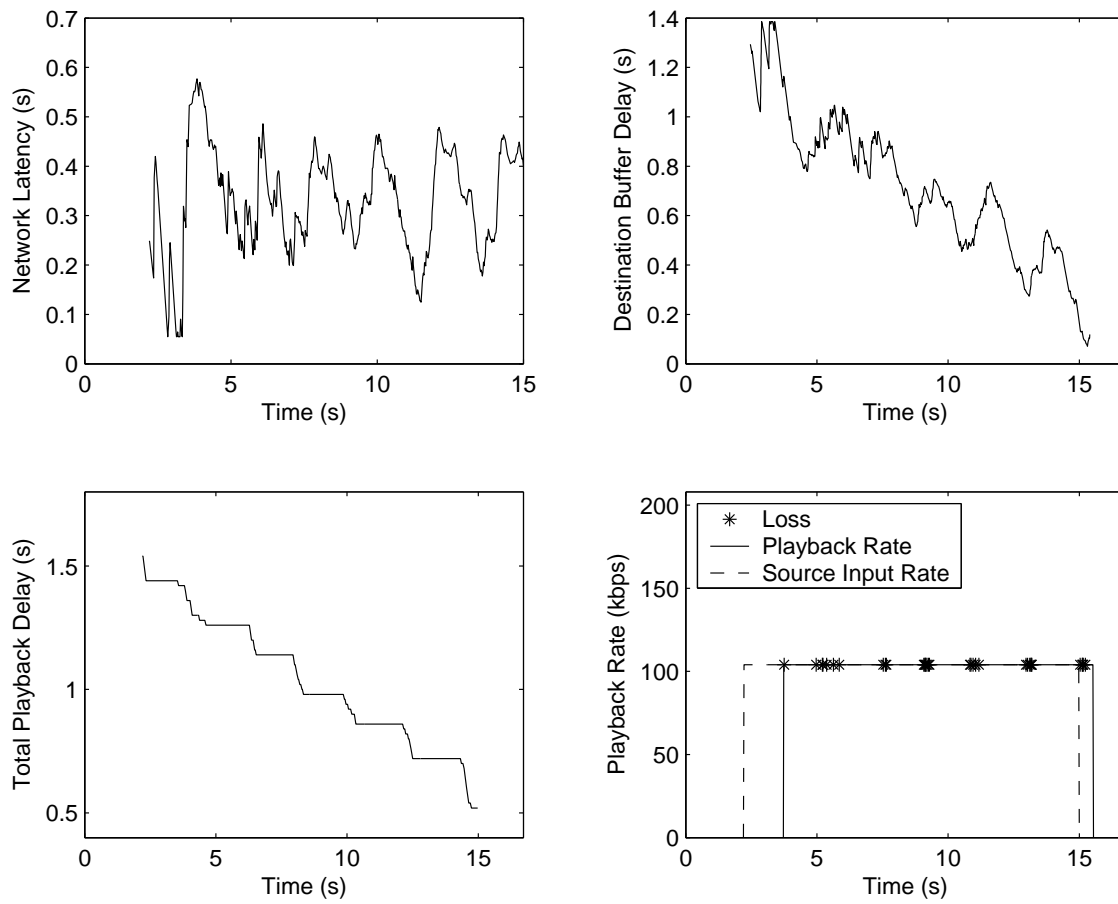 0.7
0.6
0.5
0.4
0.3
0.2
0.1
0
0 5 10 15
Network Latency (s)
Time (s)
1.4
1.2
1
0.8
0.6
0.4
0.2
0
0 5 10 15
Destination Buffer Delay (s)
Time (s)
1.5
1
0.5
0 5 10 15
Total Playback Delay (s)
Time (s)
200
150
100
50
0
0 5 10 15
Playback Rate (kbps)
Time (s)
Loss
Playback Rate
Source Input Rate